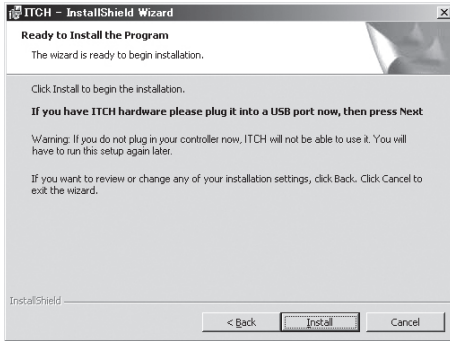 ITCH - InstallShield Wizard
Ready to Install the Program
The wizard is ready to begin installation.
Click Install to begin the installation.
If you have ITCH hardware please plug it into a USB port now, then press Next
Warning: If you do not plug in your controller now, ITCH will not be able to use it. You will
have to run this setup again later.
If you want to review or change any of your installation settings, click Back. Click Cancel to
exit the wizard.
InstallShield
< Back Install Cancel